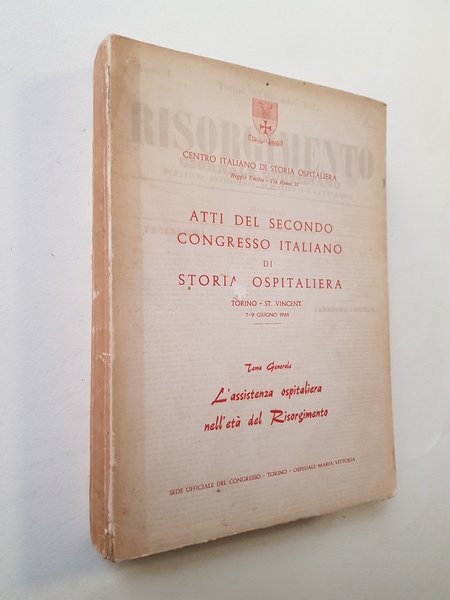 RISORGIMENTO
CENTRO ITALIANO DI STORIA OSPITALIERA
Reggio Emilia - Via Roma 11
ATTI DEL SECONDO
CONGRESSO ITALIANO
DI
STORIA OSPITALIERA
TORINO - ST. VINCENT
7-9 GIUGNO 1961
Tema Generale
L'assistenza ospitaliera
nell'età del Risorgimento
SEDE UFFICIALE DEL CONGRESSO - TORINO - OSPEDALE MARIA VITTORIA